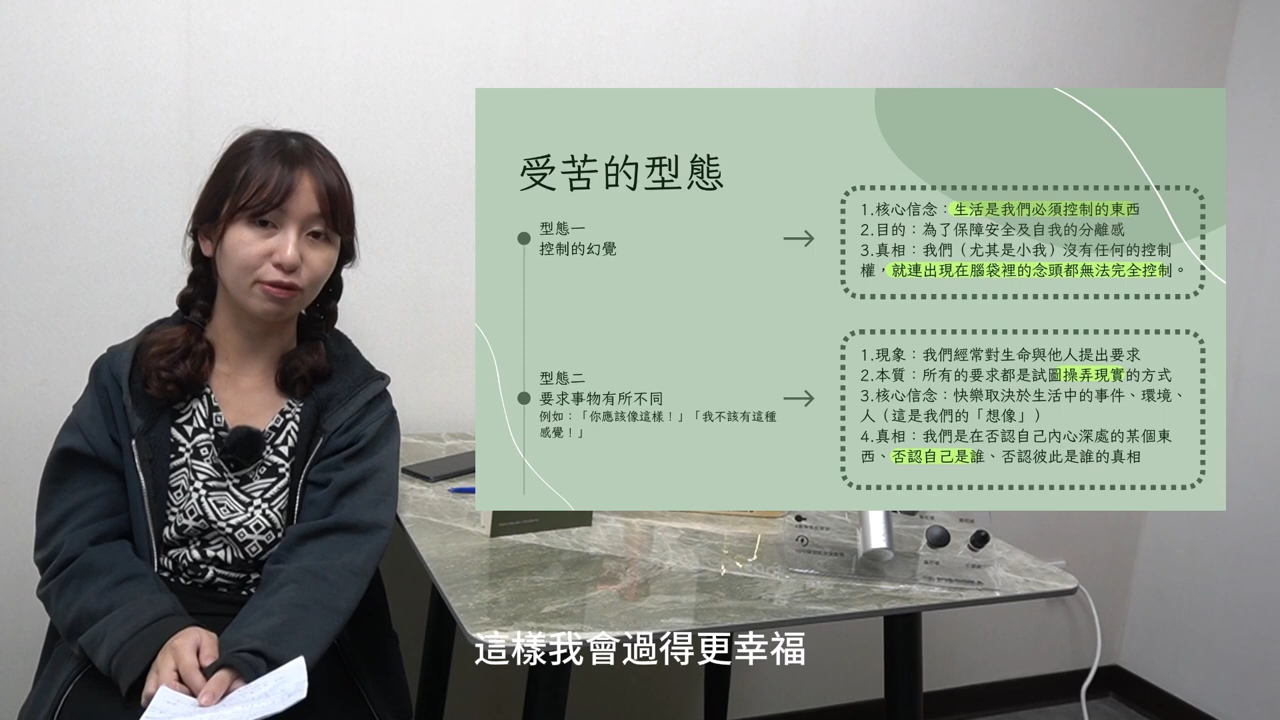 受苦的型態
型態一
控制的幻覺
1.核心信念：生活是我們必須控制的東西
2.目的：為了保障安全及自我的分離感
3.真相：我們（尤其是小我）沒有任何的控制
權，就連出現在腦袋裡的念頭都無法完全控制。
型態二
要求事物有所不同
例如：「你應該像這樣！」「我不該有這種
感覺！」
1.現象：我們經常對生命與他人提出要求
2.本質：所有的要求都是試圖操弄現實的方式
3.核心信念：快樂取決於生活中的事件、環境、
人（這是我們的「想像」）
4.真相：我們是在否認自己內心深處的某個東
西、否認自己是誰、否認彼此是誰的真相
這樣我會過得更幸福